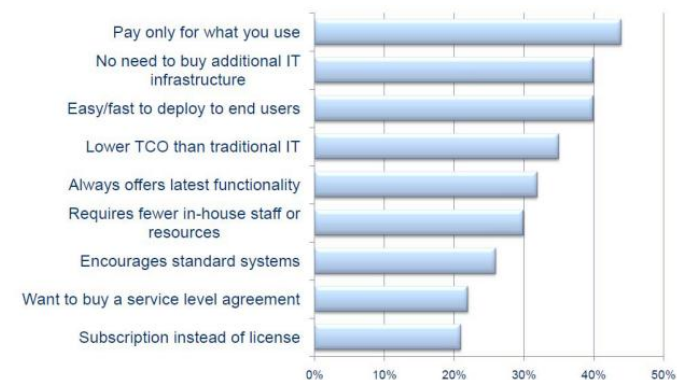 Pay only for what you use
No need to buy additional IT
infrastructure
Easy/fast to deploy to end users
Lower TCO than traditional IT
Always offers latest functionality
Requires fewer in-house staff or
resources
Encourages standard systems
Want to buy a service level agreement
Subscription instead of license
0% 10% 20% 30% 40% 50%